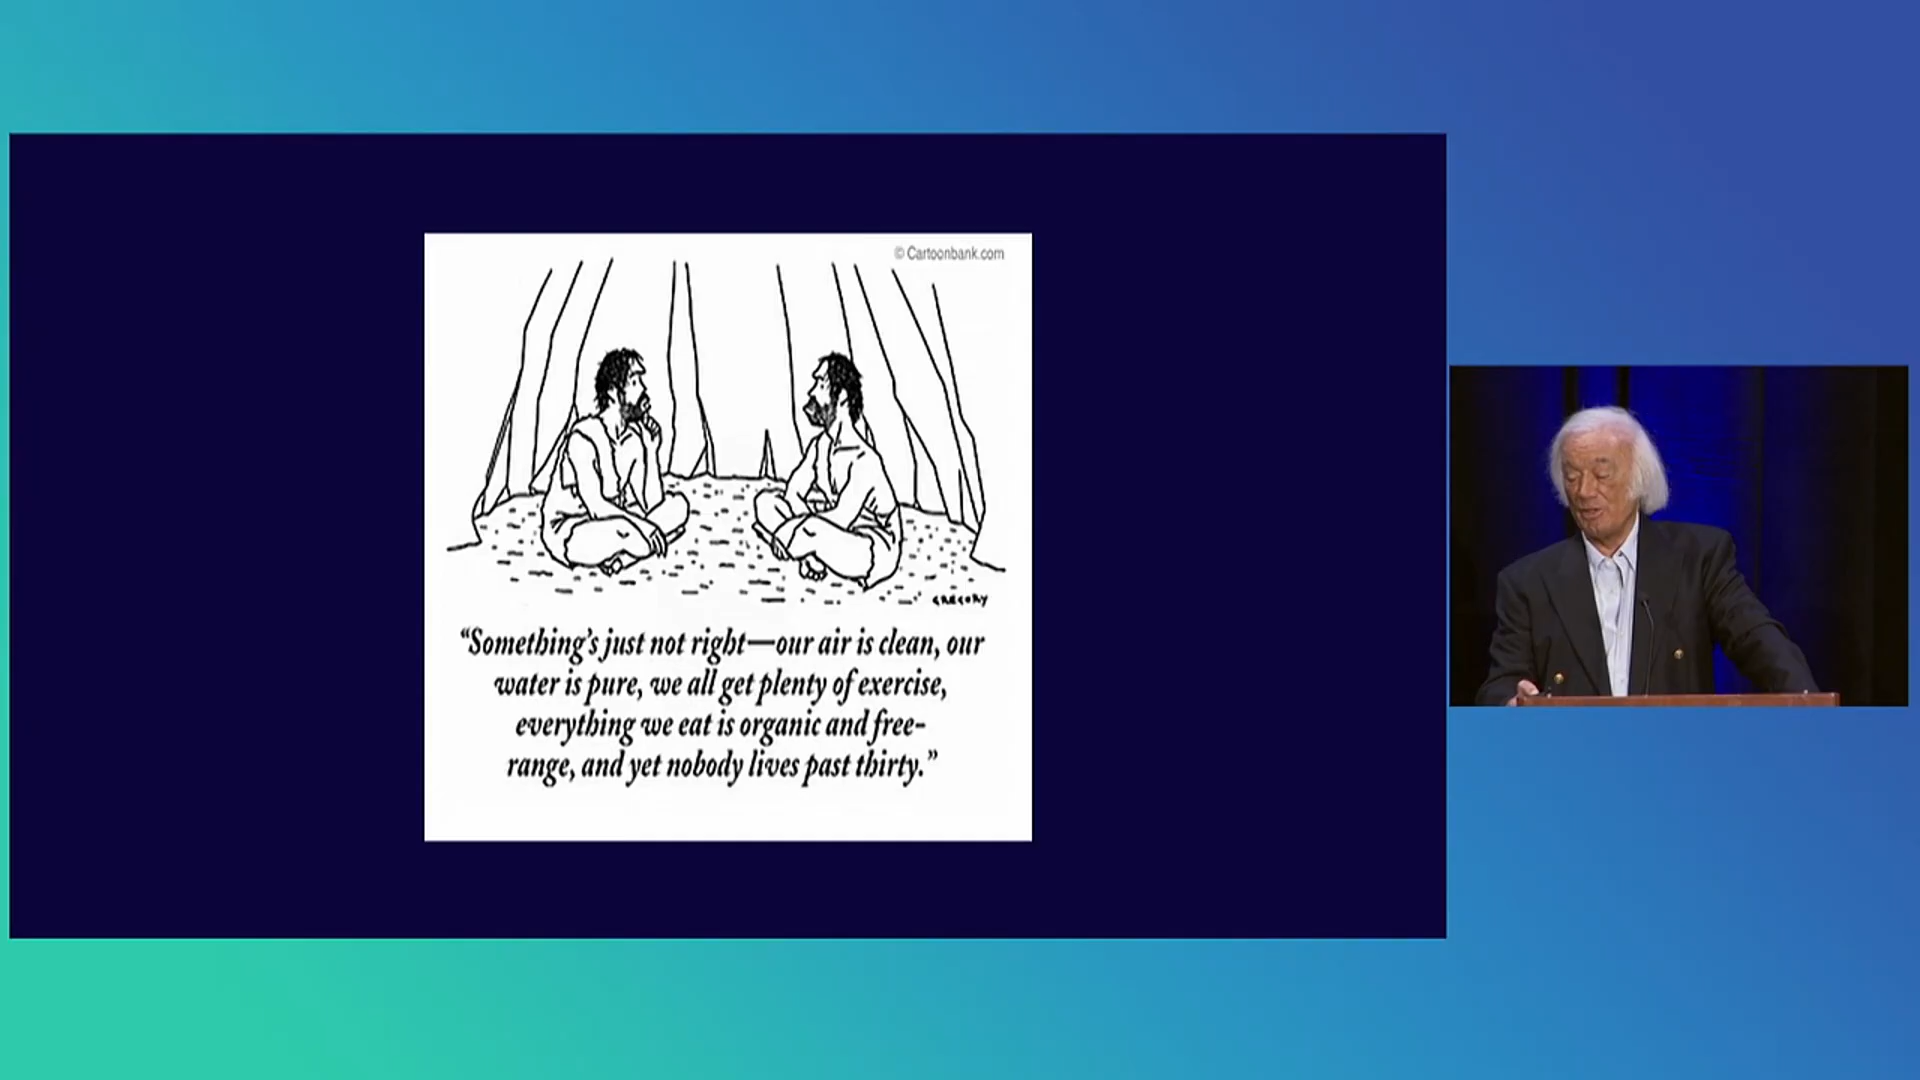 © Cartoonbank.com
GREGORY
“Something’s just not right—our air is clean, our
water is pure, we all get plenty of exercise,
everything we eat is organic and free-
range, and yet nobody lives past thirty.”